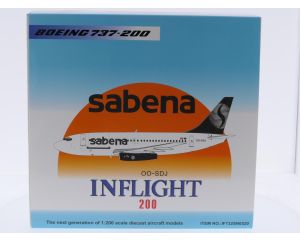 BOEING 737-200
sabena
sabena
OO-SDJ
INFLIGHT
200
The next generation of 1:200 scale diecast aircraft models